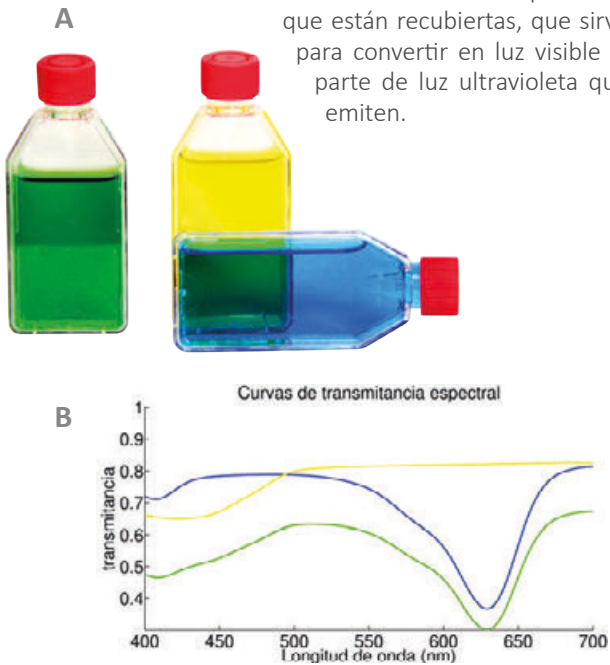 que están recubiertas, que sirv
para convertir en luz visible
parte de luz ultravioleta qu
emiten.
A
B
Curvas de transmitancia espectral
transmitancia
1
0.9
0.8
0.7
0.6
0.5
0.4
400 450 500 550 600 650 700
Longitud de onda (nm)